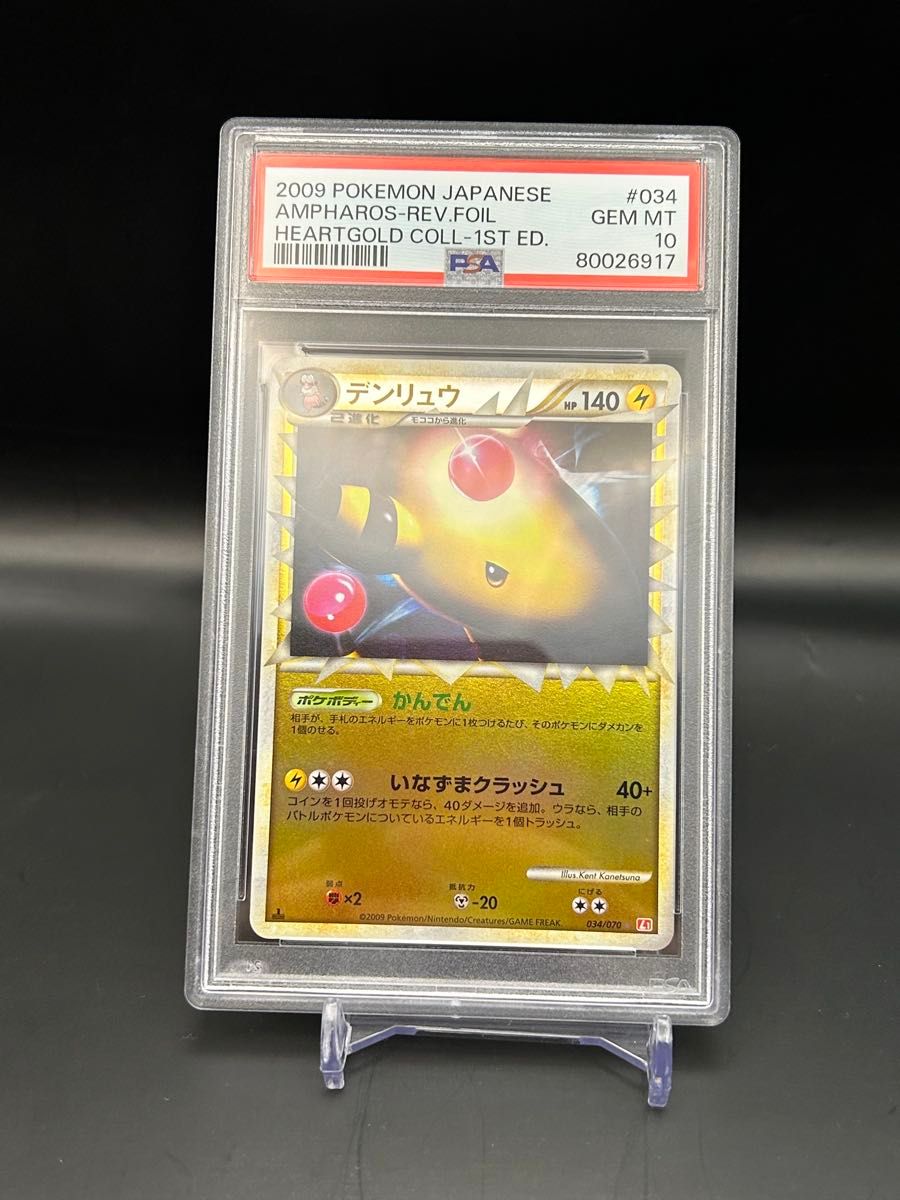 2009 POKEMON JAPANESE #034
AMPHAROS-REV.FOIL GEM MT
HEARTGOLD COLL-1ST ED. 10
80026917
PSA
デンリュウ HP 140
2進化 モココから進化
ポケボディー かんでん
相手が、手札のエネルギーをポケモンに1枚つけるたび、そのポケモンにダメカンを
1個のせる。
いなずまクラッシュ 40+
コインを1回投げオモテなら、40ダメージを追加。ウラなら、相手の
バトルポケモンについているエネルギーを1個トラッシュ。
Illus.Kent Kanetsuna
弱点 抵抗力 にげる
×2 -20
©2009 Pokémon/Nintendo/Creatures/GAME FREAK. 034/070 L1
PSA